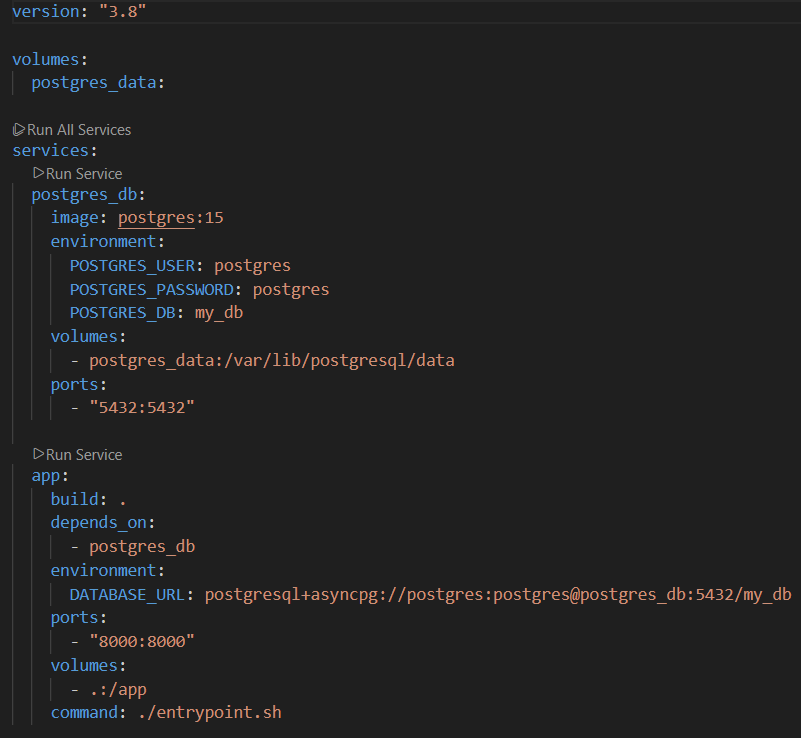 version: "3.8"
volumes:
postgres_data:
Run All Services
services:
Run Service
postgres_db:
image: postgres:15
environment:
POSTGRES_USER: postgres
POSTGRES_PASSWORD: postgres
POSTGRES_DB: my_db
volumes:
- postgres_data:/var/lib/postgresql/data
ports:
- "5432:5432"
Run Service
app:
build: .
depends_on:
- postgres_db
environment:
DATABASE_URL: postgresql+asyncpg://postgres:postgres@postgres_db:5432/my_db
ports:
- "8000:8000"
volumes:
- .:/app
command: ./entrypoint.sh